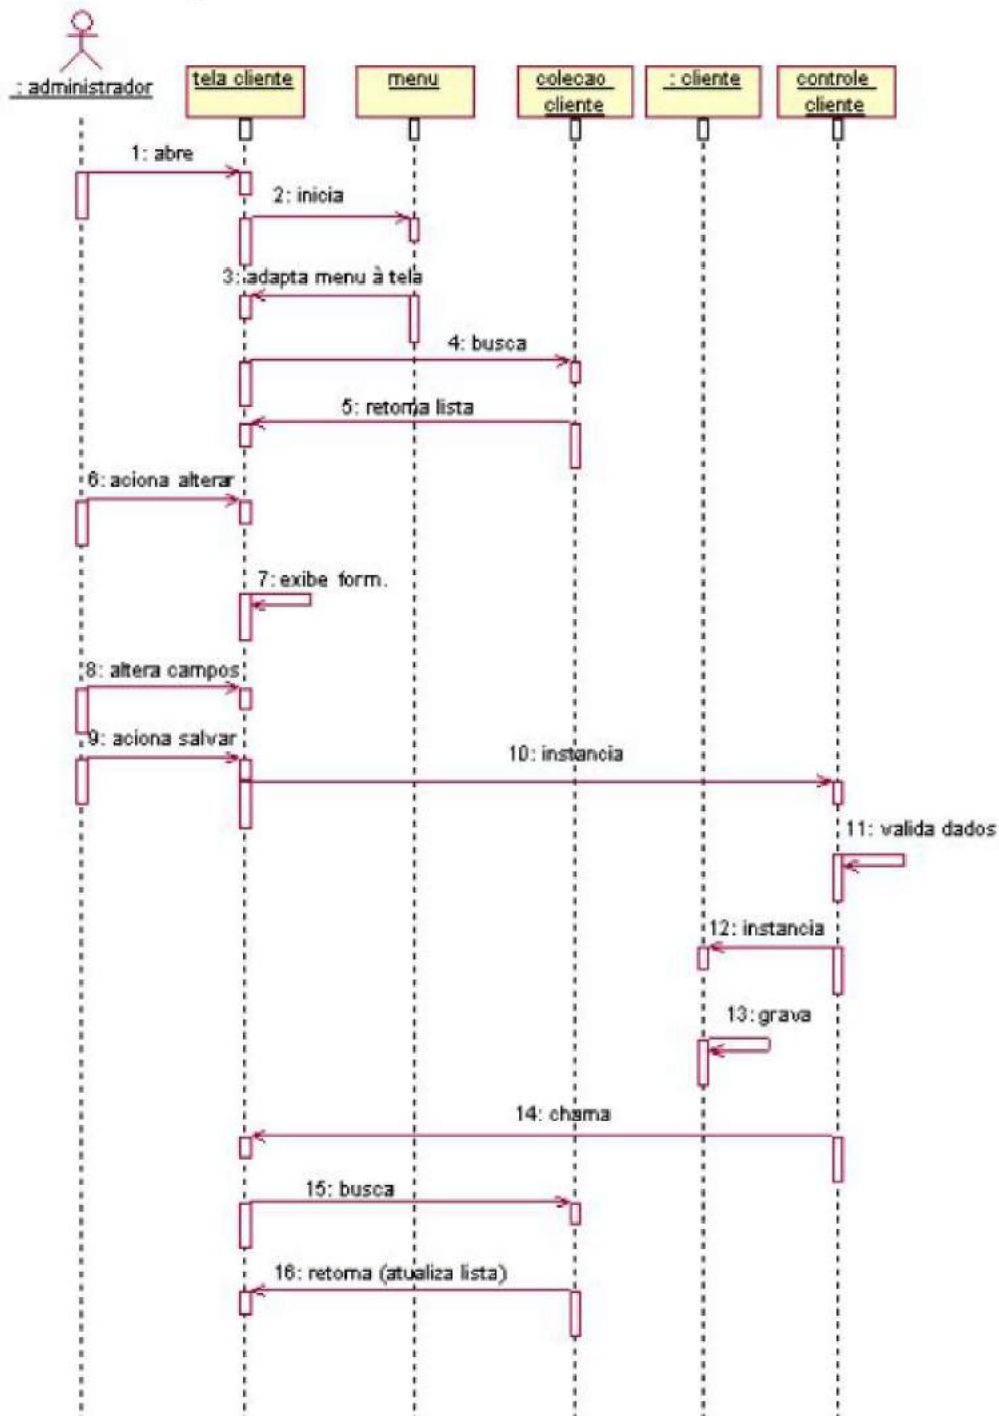 : administrador
tela cliente
menu
colecao
cliente
: cliente
controle
cliente
1: abre
2: inicia
3: adapta menu à tela
4: busca
5: retorna lista
6: aciona alterar
7: exibe form.
8: altera campos
9: aciona salvar
10: instancia
11: valida dados
12: instancia
13: grava
14: chama
15: busca
16: retorna (atualiza lista)